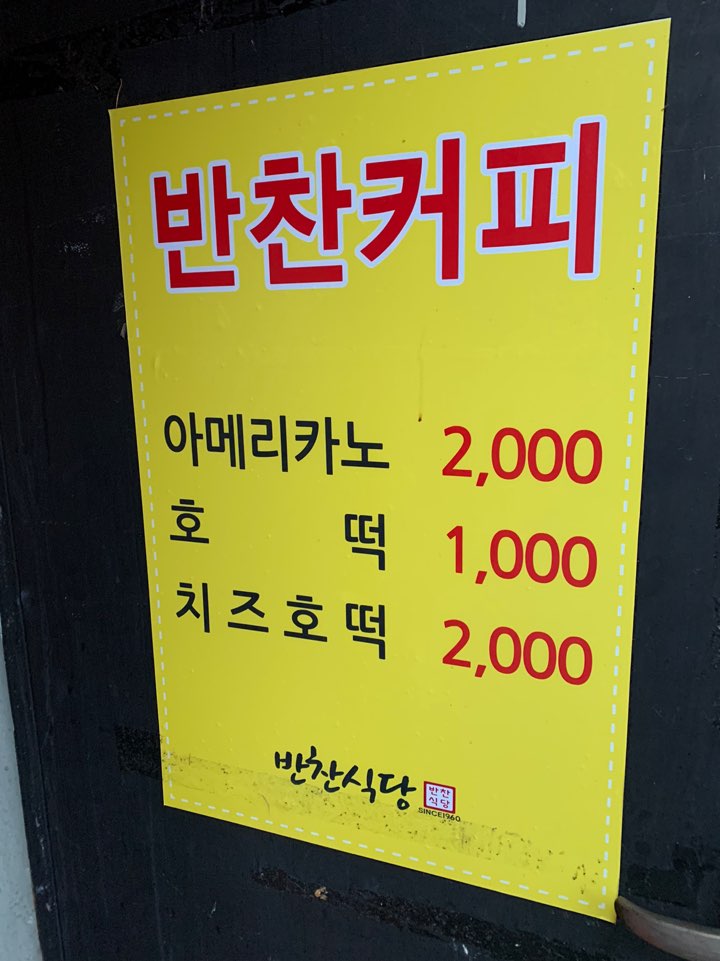 반찬커피
아메리카노 2,000
호 떡 1,000
치즈호떡 2,000
반찬식당
반찬
식당
SINCE1960